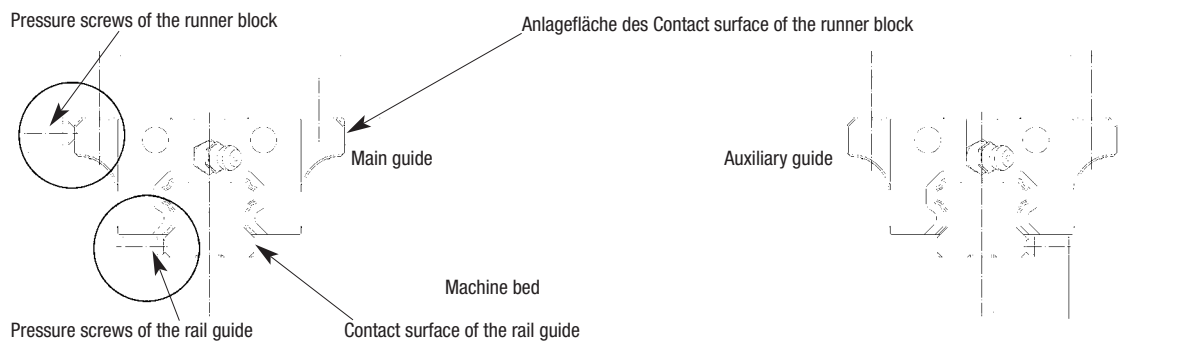 Pressure screws of the runner block
Anlagefläche des Contact surface of the runner block
Main guide
Auxiliary guide
Machine bed
Pressure screws of the rail guide
Contact surface of the rail guide